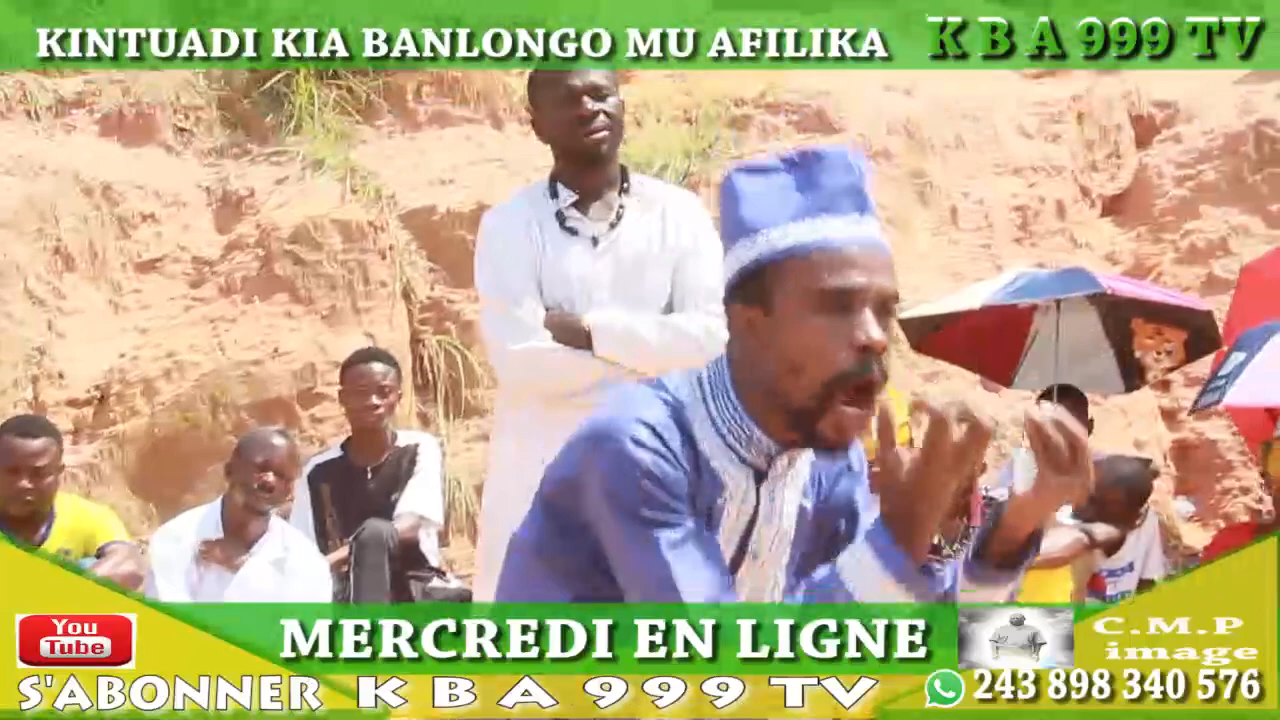 KINTUADI KIA BANLONGO MU AFILIKA
K B A 999 TV
MERCREDI EN LIGNE
You
Tube
C.M.P
image
S'ABONNER K B A 999 TV
243 898 340 576